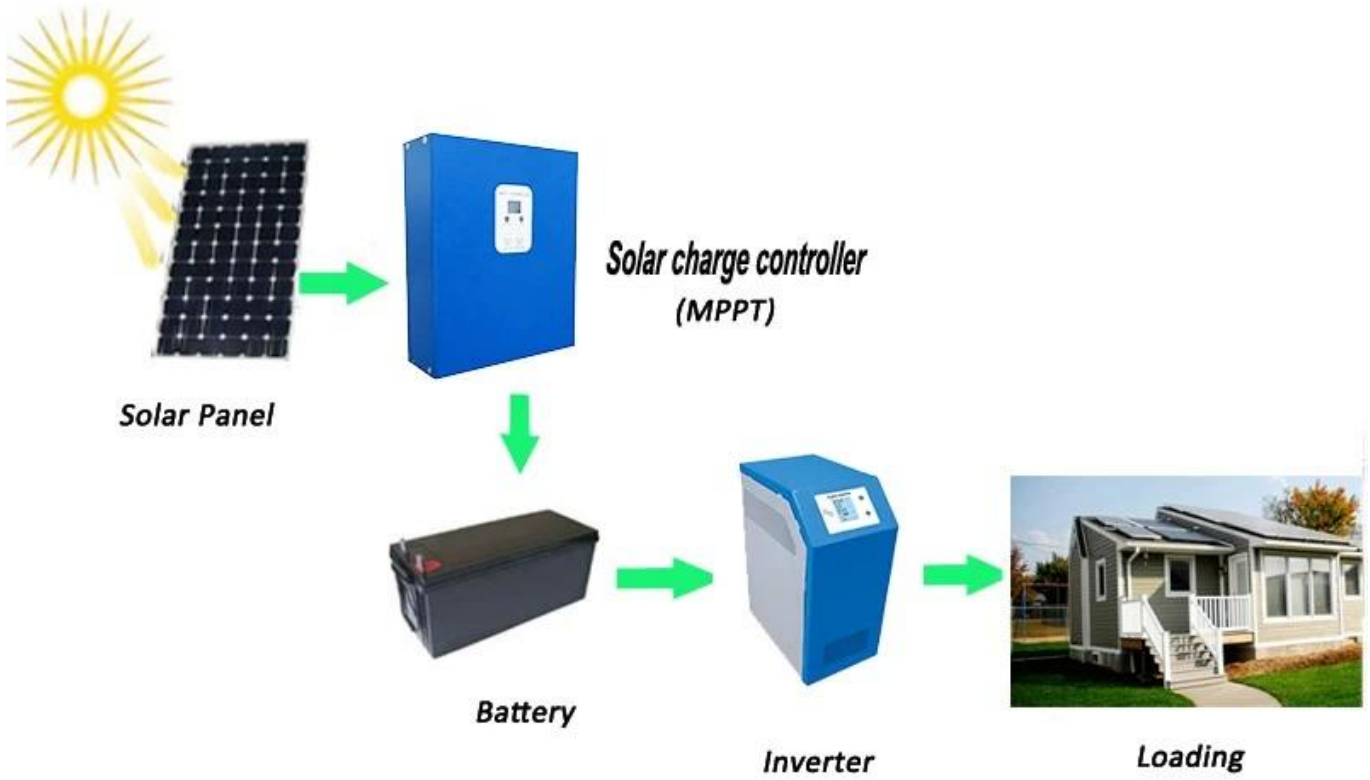 Solar charge controller
(MPPT)
Solar Panel
Battery
Inverter
Loading